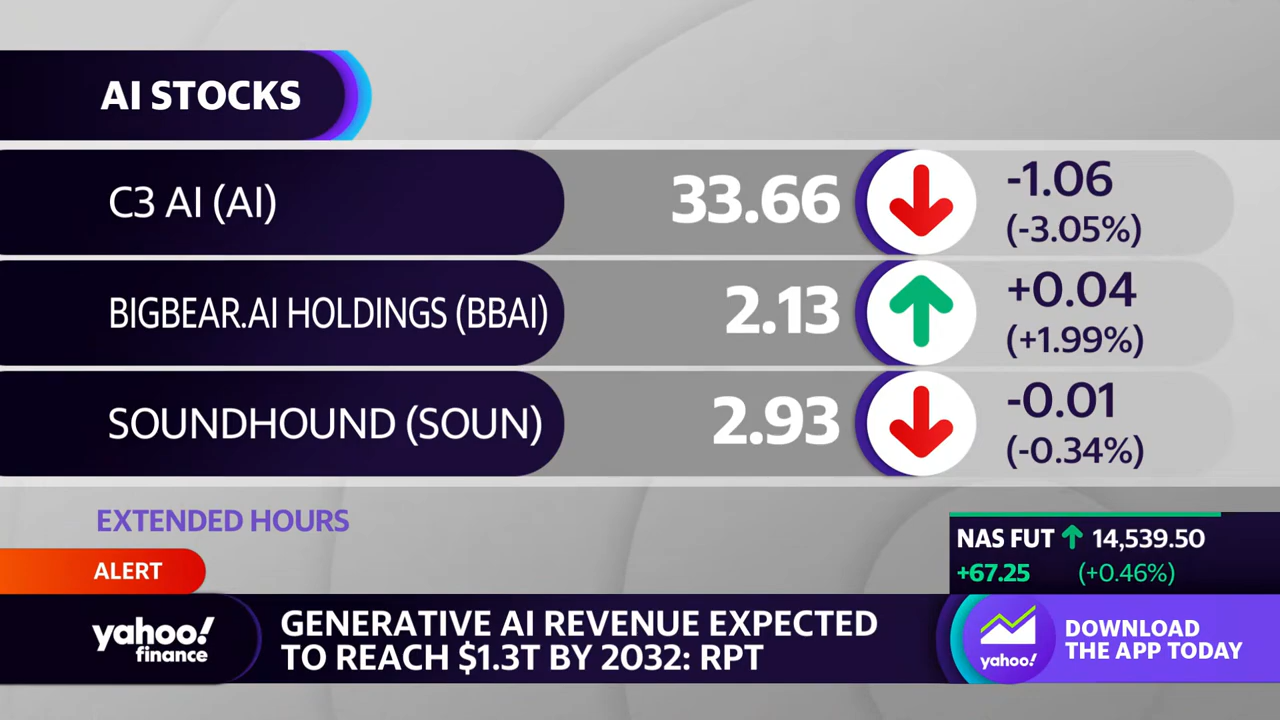 AI STOCKS
C3 AI (AI)
33.66
-1.06
(-3.05%)
BIGBEAR.AI HOLDINGS (BBAI)
2.13
+0.04
(+1.99%)
SOUNDHOUND (SOUN)
2.93
-0.01
(-0.34%)
EXTENDED HOURS
NAS FUT 14,539.50
+67.25 (+0.46%)
ALERT
yahoo!
finance
GENERATIVE AI REVENUE EXPECTED
TO REACH $1.3T BY 2032: RPT
yahoo!
DOWNLOAD
THE APP TODAY